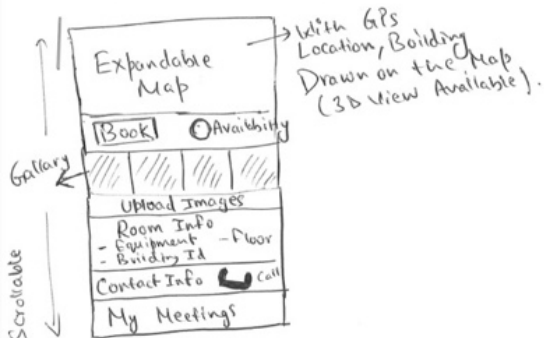 Expandable
Map
With GPs
Location, Building
Drawn on the Map
(3D View Available).
Book
Avaibility
Gallary
Upload Images
Room Info
- Equipment
- Floor
- Building Id
Contact Info
Call
My Meetings
Scrollable